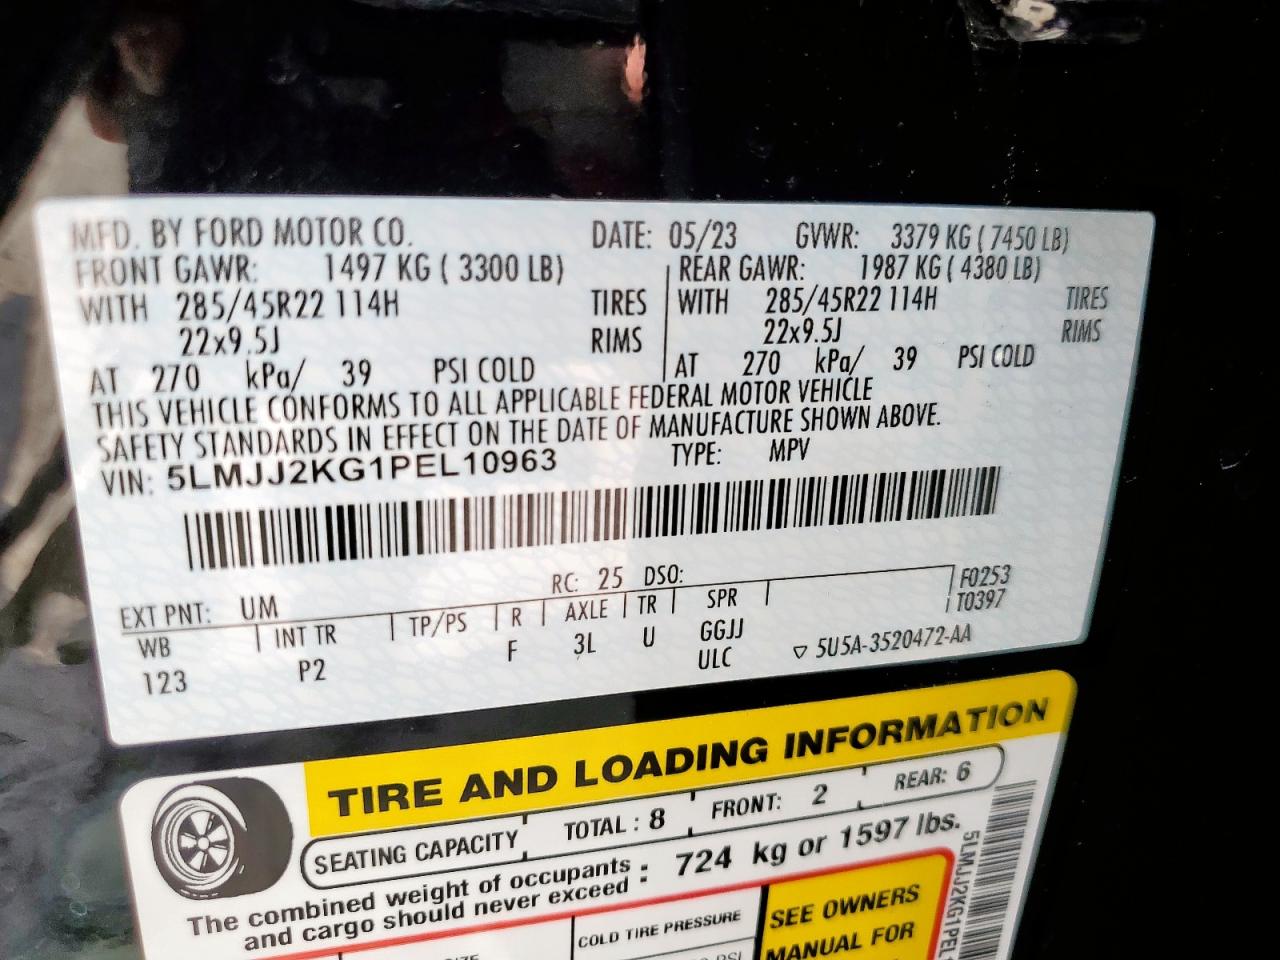 MFD. BY FORD MOTOR CO. DATE: 05/23 GVWR: 3379 KG ( 7450 LB)
FRONT GAWR: 1497 KG ( 3300 LB) REAR GAWR: 1987 KG ( 4380 LB)
WITH 285/45R22 114H TIRES WITH 285/45R22 114H TIRES
22x9.5J RIMS 22x9.5J RIMS
AT 270 kPa/ 39 PSI COLD AT 270 kPa/ 39 PSI COLD
THIS VEHICLE CONFORMS TO ALL APPLICABLE FEDERAL MOTOR VEHICLE
SAFETY STANDARDS IN EFFECT ON THE DATE OF MANUFACTURE SHOWN ABOVE.
VIN: 5LMJJ2KG1PEL10963 TYPE: MPV
EXT PNT: UM RC: 25 DSO: F0253
WB INT TR TP/PS R AXLE TR SPR T0397
123 P2 F 3L U GGJJ
ULC ▽ 5U5A-3520472-AA
TIRE AND LOADING INFORMATION
SEATING CAPACITY TOTAL : 8 FRONT: 2 REAR: 6
The combined weight of occupants
and cargo should never exceed : 724 kg or 1597 lbs.
COLD TIRE PRESSURE
SEE OWNERS
MANUAL FOR
5LMJJ2KG1PEL